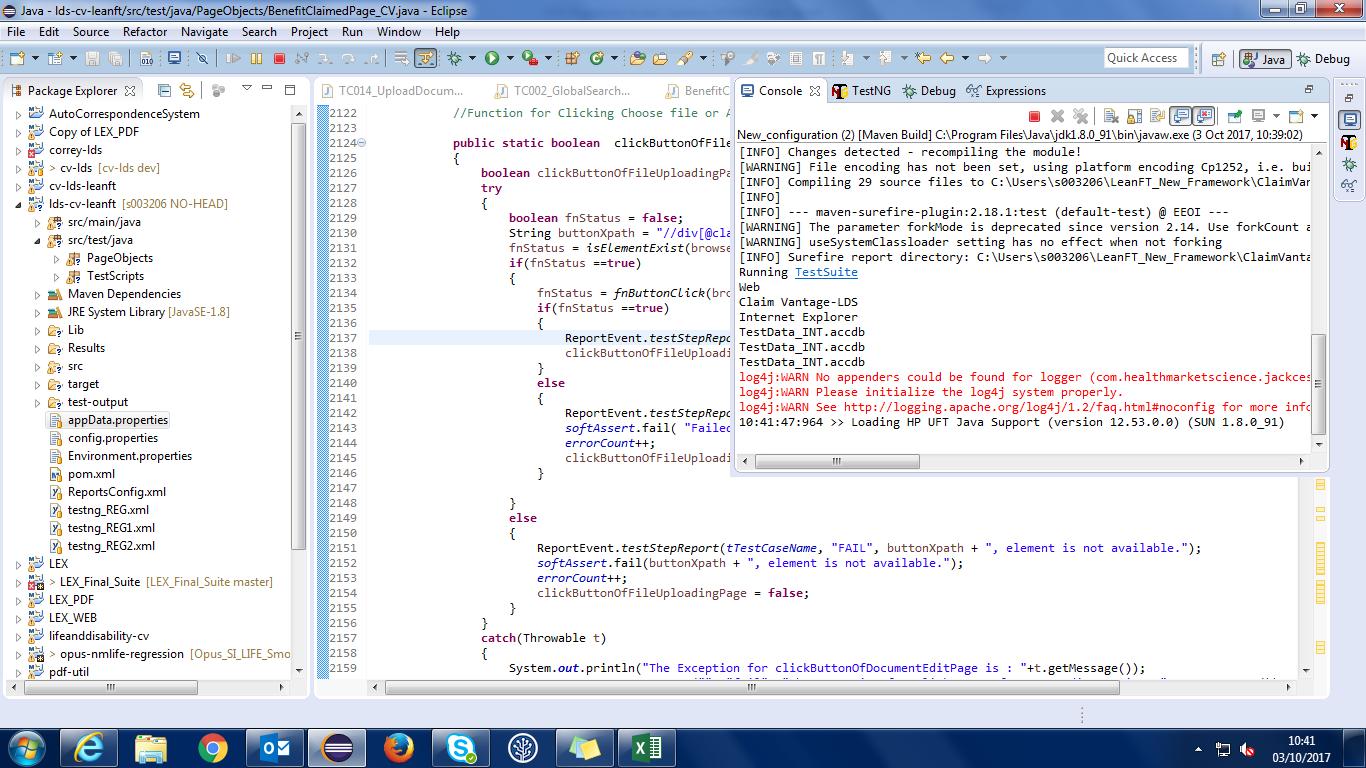 Java - lds-cv-leanft/src/test/java/PageObjects/BenefitClaimedPage_CV.java - Eclipse
File Edit Source Refactor Navigate Search Project Run Window Help
Quick Access
Java
Debug
Package Explorer
AutoCorrespondenceSystem
Copy of LEX_PDF
correy-lds
> cv-lds [cv-lds dev]
cv-lds-leanft
lds-cv-leanft [s003206 NO-HEAD]
src/main/java
src/test/java
PageObjects
TestScripts
Maven Dependencies
JRE System Library [JavaSE-1.8]
Lib
Results
src
target
test-output
appData.properties
config.properties
Environment.properties
pom.xml
ReportsConfig.xml
testng_REG.xml
testng_REG1.xml
testng_REG2.xml
LEX
> LEX_Final_Suite [LEX_Final_Suite master]
LEX_PDF
LEX_WEB
lifeanddisability-cv
> opus-nmlife-regression [Opus_SI_LIFE_Smo
pdf-util
TC014_UploadDocum...
TC002_GlobalSearch...
BenefitC
2122 //Function for Clicking Choose file or A
2123
2124 public static boolean clickButtonOfFile
2125 {
2126 boolean clickButtonOfFileUploadingPa
2127 try
2128 {
2129 boolean fnStatus = false;
2130 String buttonXpath = "//div[@cla
2131 fnStatus = isElementExist(browse
2132 if(fnStatus ==true)
2133 {
2134 fnStatus = fnButtonClick(bro
2135 if(fnStatus ==true)
2136 {
2137 ReportEvent.testStepRepo
2138 clickButtonOfFileUploadi
2139 }
2140 else
2141 {
2142 ReportEvent.testStepRepo
2143 softAssert.fail( "Failed
2144 errorCount++;
2145 clickButtonOfFileUploadi
2146 }
2147
2148 }
2149 else
2150 {
2151 ReportEvent.testStepReport(tTestCaseName, "FAIL", buttonXpath + ", element is not available.");
2152 softAssert.fail(buttonXpath + ", element is not available.");
2153 errorCount++;
2154 clickButtonOfFileUploadingPage = false;
2155 }
2156 }
2157 catch(Throwable t)
2158 {
2159 System.out.println("The Exception for clickButtonOfDocumentEditPage is : "+t.getMessage());
Console TestNG Debug Expressions
New_configuration (2) [Maven Build] C:\Program Files\Java\jdk1.8.0_91\bin\javaw.exe (3 Oct 2017, 10:39:02)
[INFO] Changes detected - recompiling the module!
[WARNING] File encoding has not been set, using platform encoding Cp1252, i.e. bui
[INFO] Compiling 29 source files to C:\Users\s003206\LeanFT_New_Framework\ClaimVan
[INFO]
[INFO] --- maven-surefire-plugin:2.18.1:test (default-test) @ EEOI ---
[WARNING] The parameter forkMode is deprecated since version 2.14. Use forkCount a
[WARNING] useSystemClassloader setting has no effect when not forking
[INFO] Surefire report directory: C:\Users\s003206\LeanFT_New_Framework\ClaimVanta
Running TestSuite
Web
Claim Vantage-LDS
Internet Explorer
TestData_INT.accdb
TestData_INT.accdb
TestData_INT.accdb
log4j:WARN No appenders could be found for logger (com.healthmarketscience.jackces
log4j:WARN Please initialize the log4j system properly.
log4j:WARN See http://logging.apache.org/log4j/1.2/faq.html#noconfig for more info
10:41:47:964 >> Loading HP UFT Java Support (version 12.53.0.0) (SUN 1.8.0_91)
10:41
03/10/2017